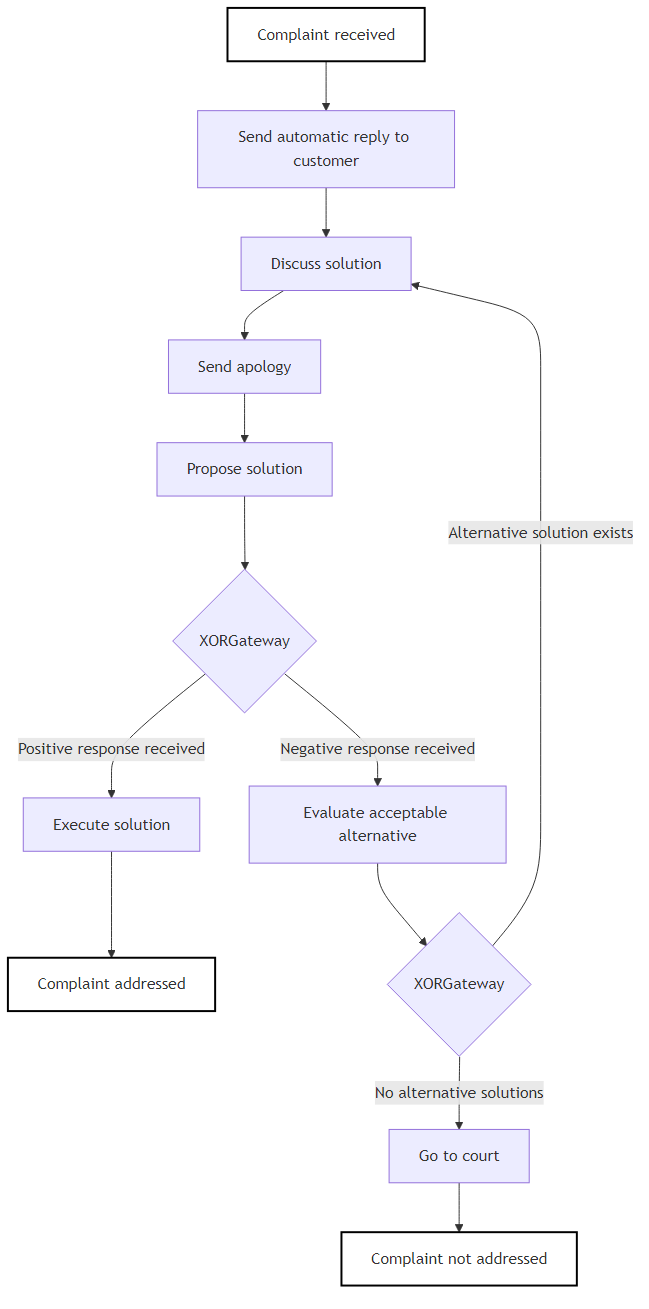 Complaint received
Send automatic reply to
customer
Discuss solution
Send apology
Propose solution
Alternative solution exists
XORGateway
Positive response received
Negative response received
Execute solution
Evaluate acceptable
alternative
Complaint addressed
XORGateway
No alternative solutions
Go to court
Complaint not addressed